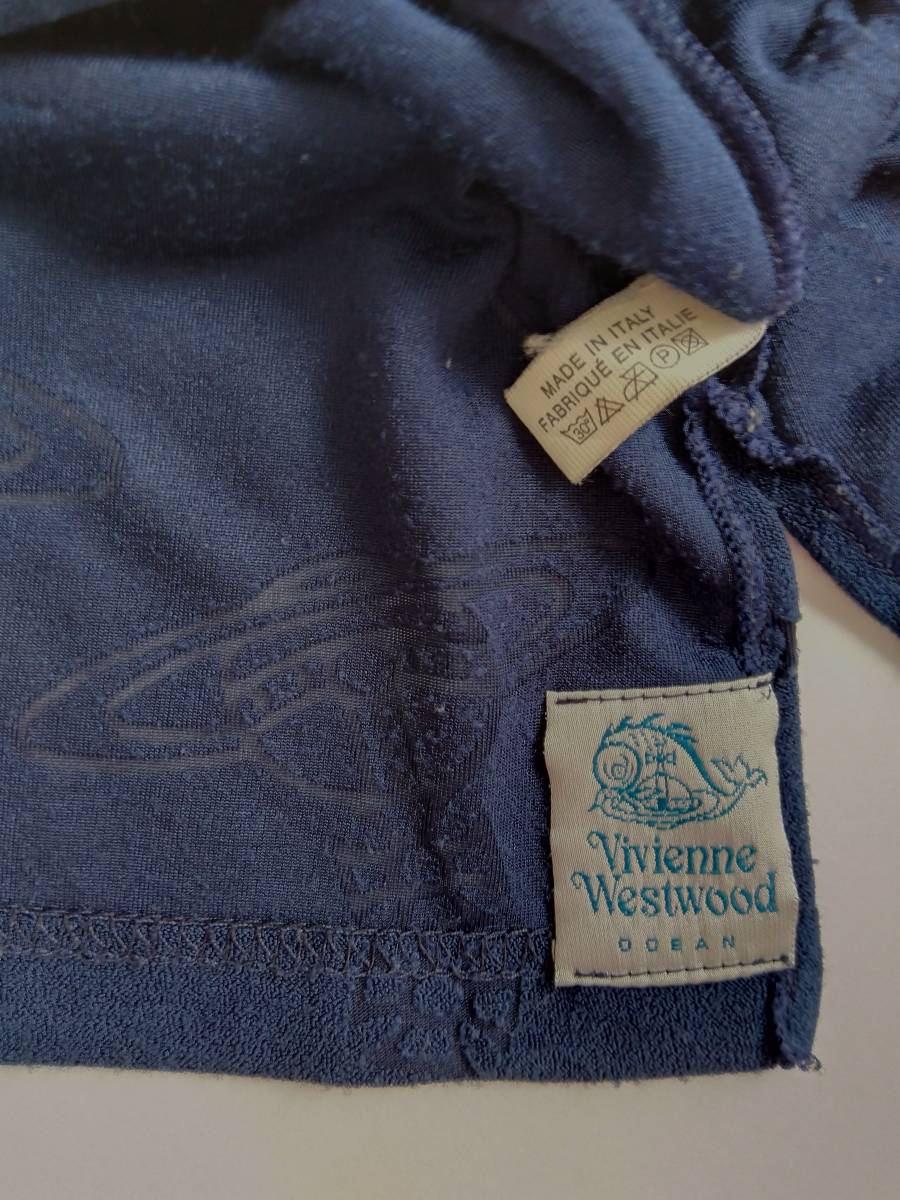 MADE IN ITALY
FABRIQUÉ EN ITALIE
30° P
Vivienne
Westwood
OCEAN